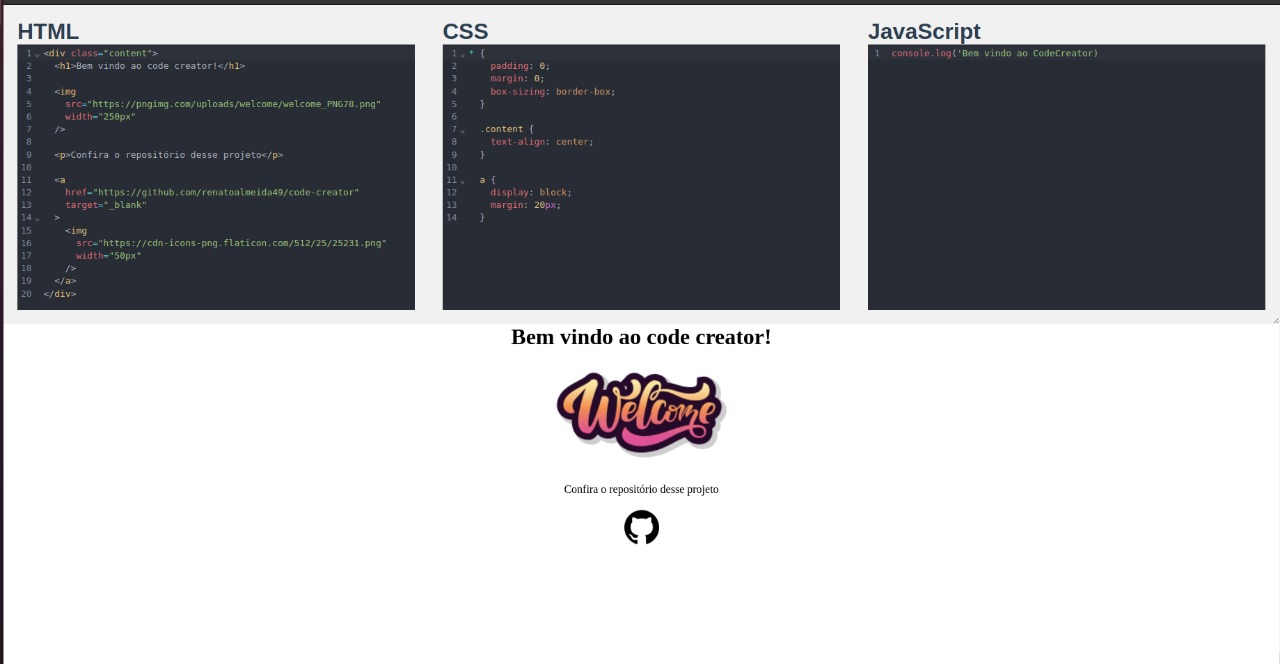 HTML
1 <div class="content">
2 <h1>Bem vindo ao code creator!</h1>
3
4 <img
5 src="https://pngimg.com/uploads/welcome/welcome_PNG78.png"
6 width="250px"
7 />
8
9 <p>Confira o repositório desse projeto</p>
10
11 <a
12 href="https://github.com/renatoalmeida49/code-creator"
13 target="_blank"
14 >
15 <img
16 src="https://cdn-icons-png.flaticon.com/512/25/25231.png"
17 width="50px"
18 />
19 </a>
20 </div>
CSS
1 * {
2 padding: 0;
3 margin: 0;
4 box-sizing: border-box;
5 }
6
7 .content {
8 text-align: center;
9 }
10
11 a {
12 display: block;
13 margin: 20px;
14 }
JavaScript
1 console.log('Bem vindo ao CodeCreator)
Bem vindo ao code creator!
Welcome
Confira o repositório desse projeto